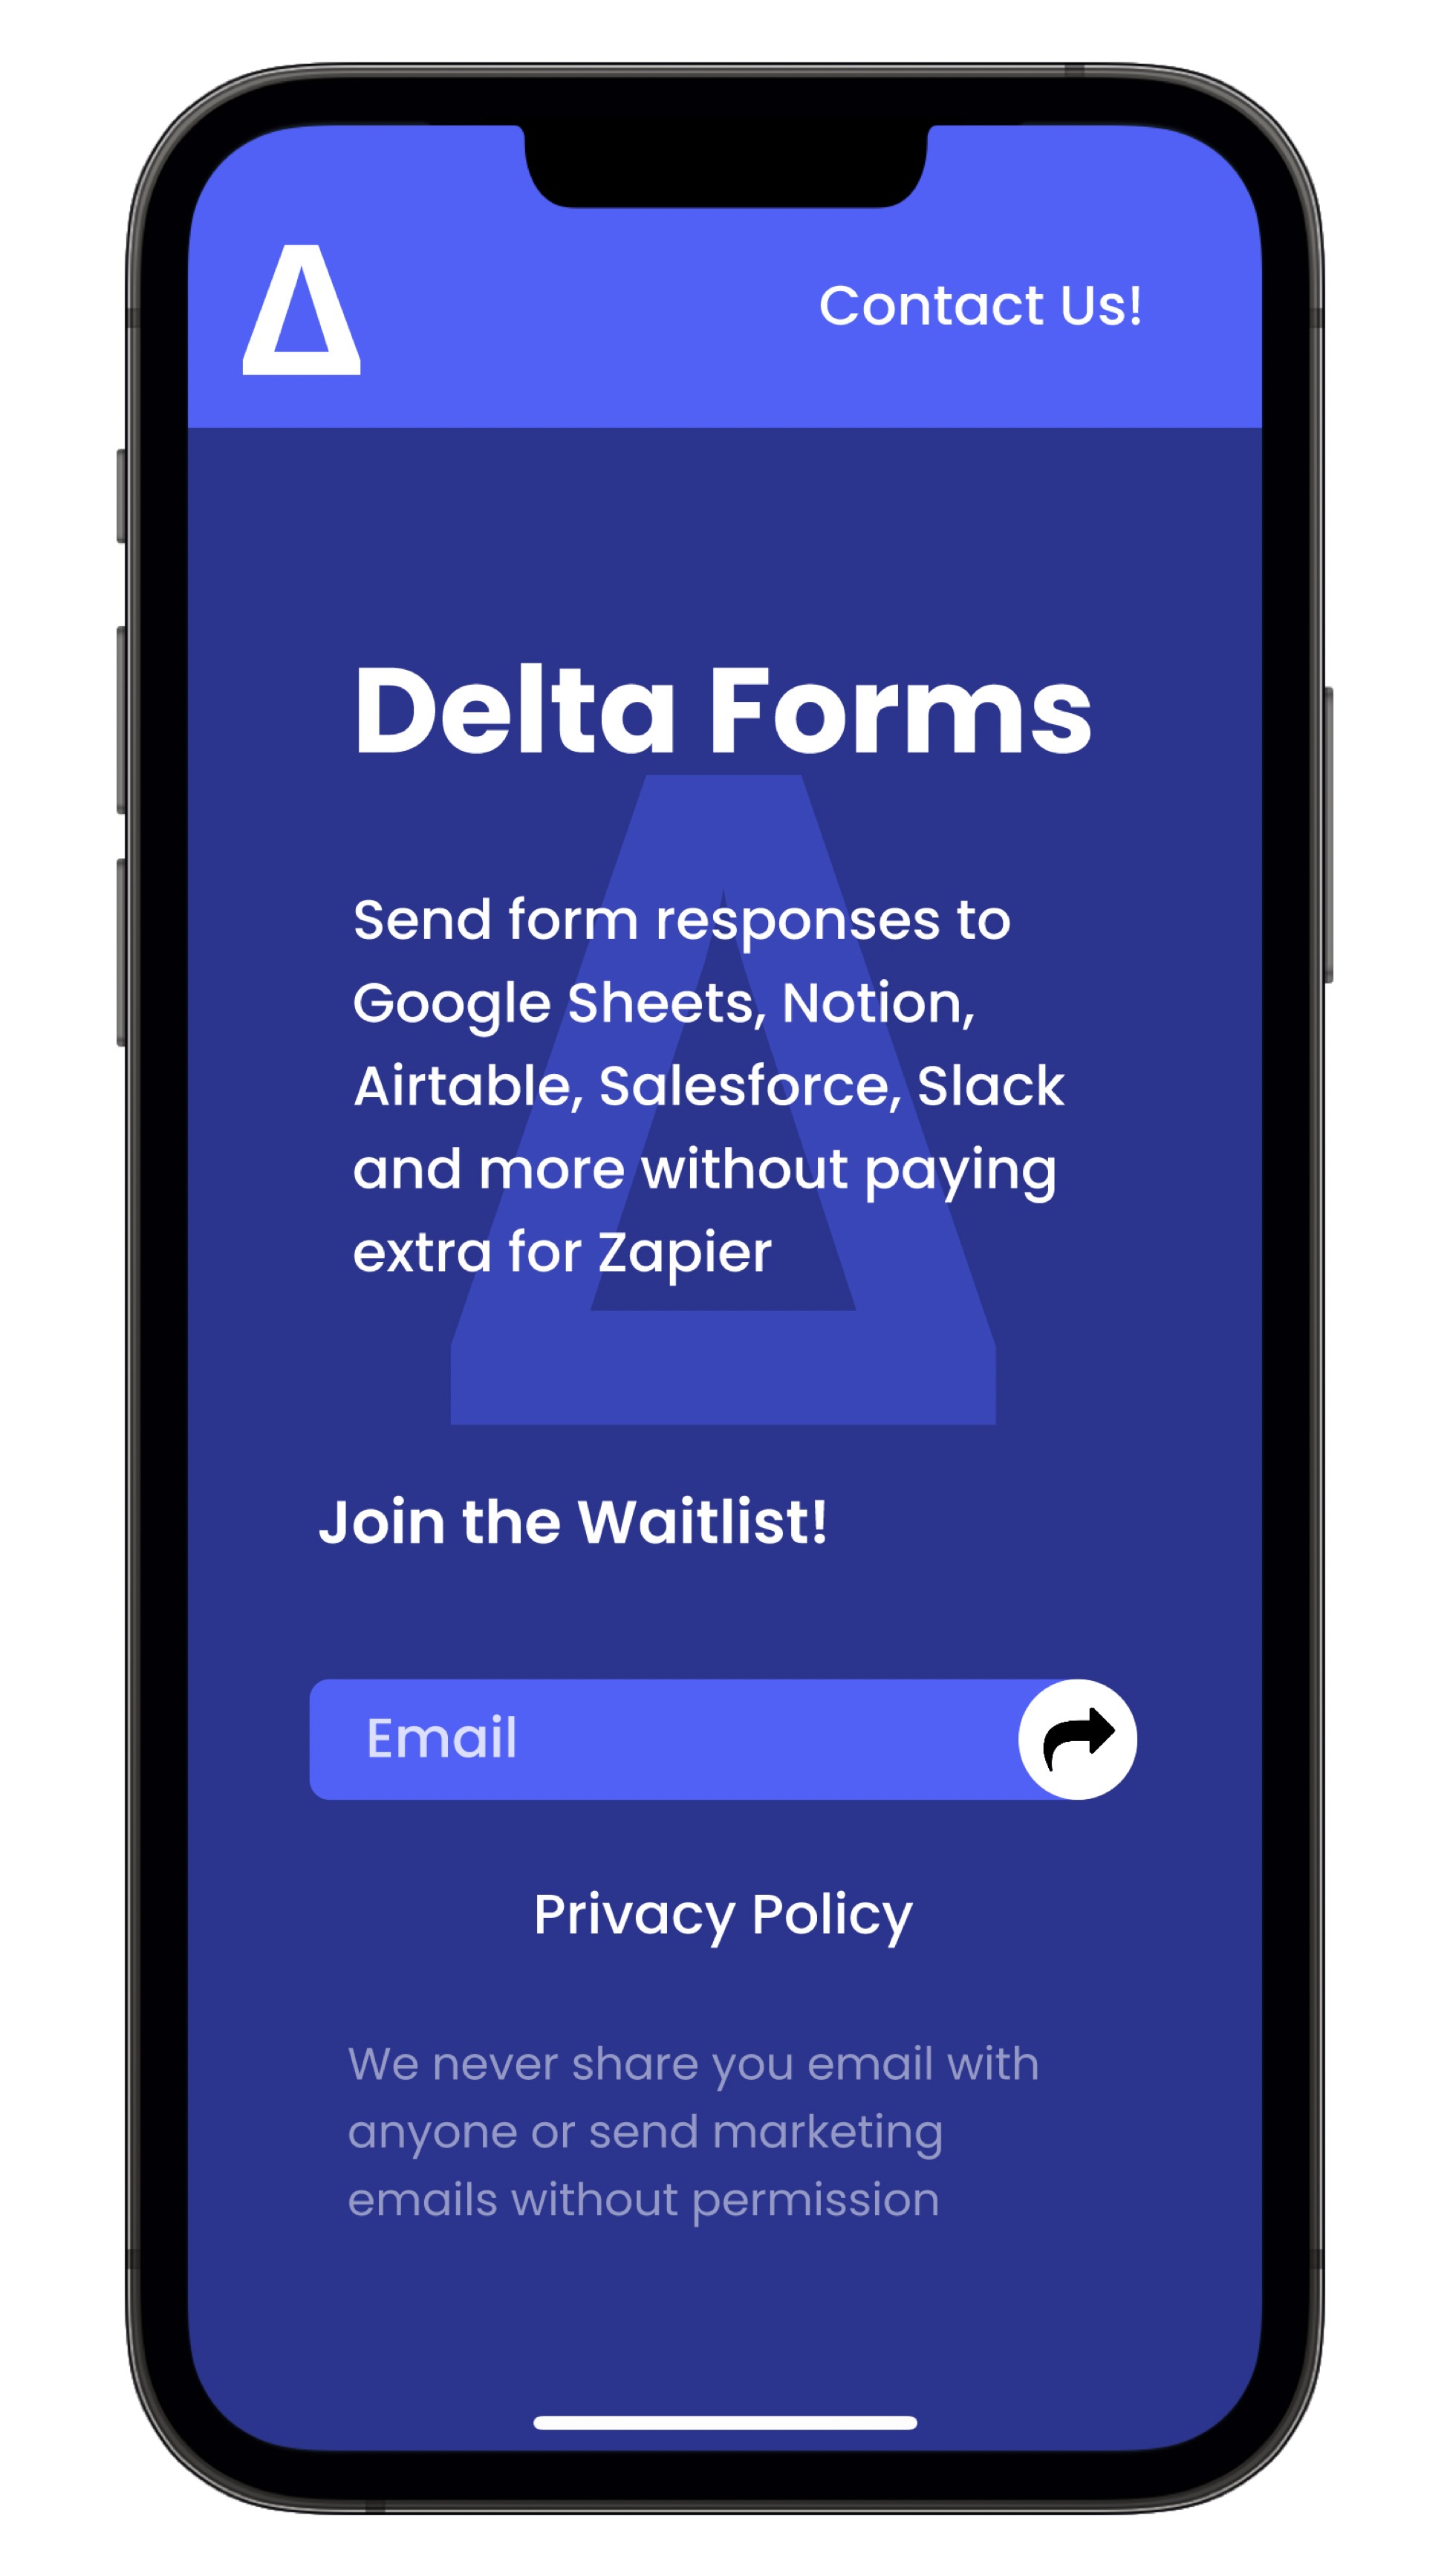 Δ
Contact Us!
Delta Forms
Send form responses to
Google Sheets, Notion,
Airtable, Salesforce, Slack
and more without paying
extra for Zapier
Join the Waitlist!
Email
Privacy Policy
We never share you email with
anyone or send marketing
emails without permission